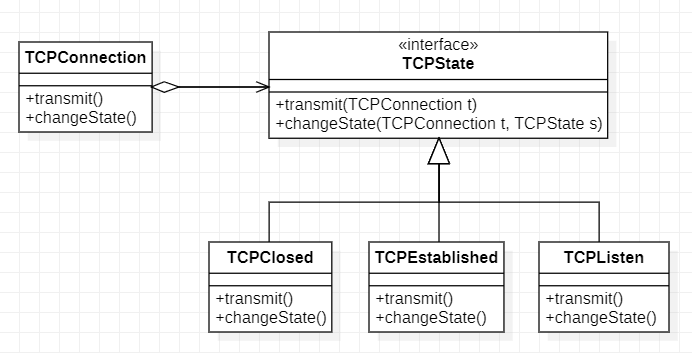 TCPConnection
+transmit()
+changeState()
«interface»
TCPState
+transmit(TCPConnection t)
+changeState(TCPConnection t, TCPState s)
TCPClosed
+transmit()
+changeState()
TCPEstablished
+transmit()
+changeState()
TCPListen
+transmit()
+changeState()